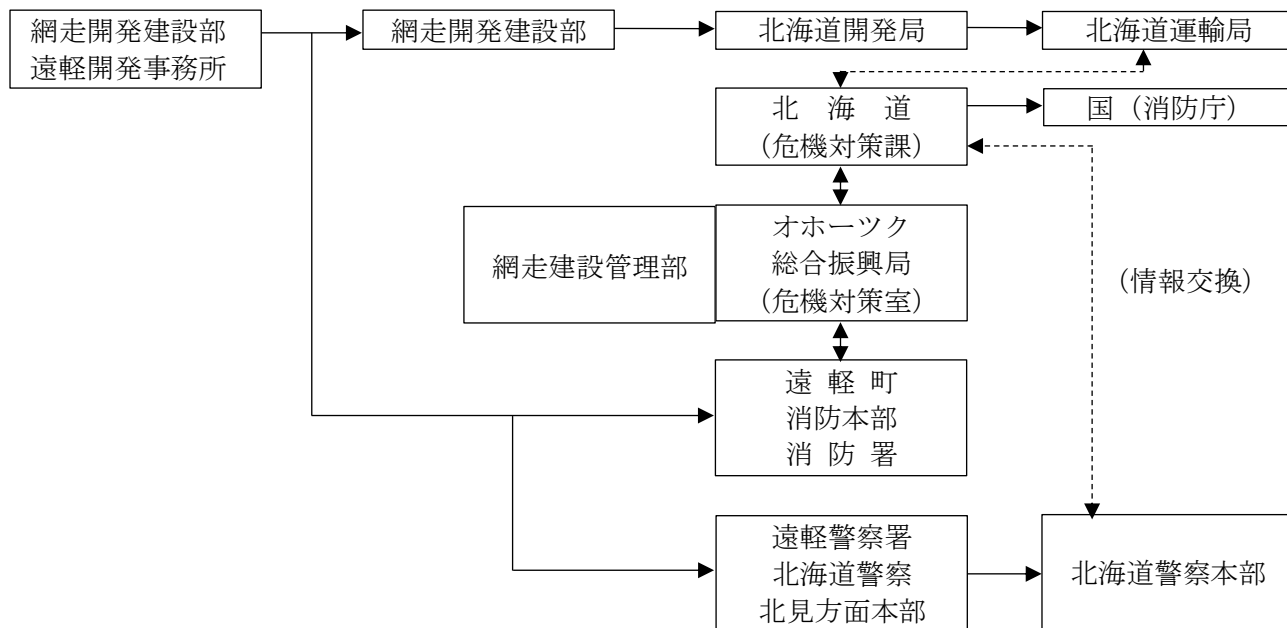 網走開発建設部
遠軽開発事務所
網走開発建設部
北海道開発局
北海道運輸局
北　海　道
（危機対策課）
国（消防庁）
網走建設管理部
オホーツク
総合振興局
（危機対策室）
（情報交換）
遠 軽 町
消防本部
消 防 署
遠軽警察署
北海道警察
北見方面本部
北海道警察本部